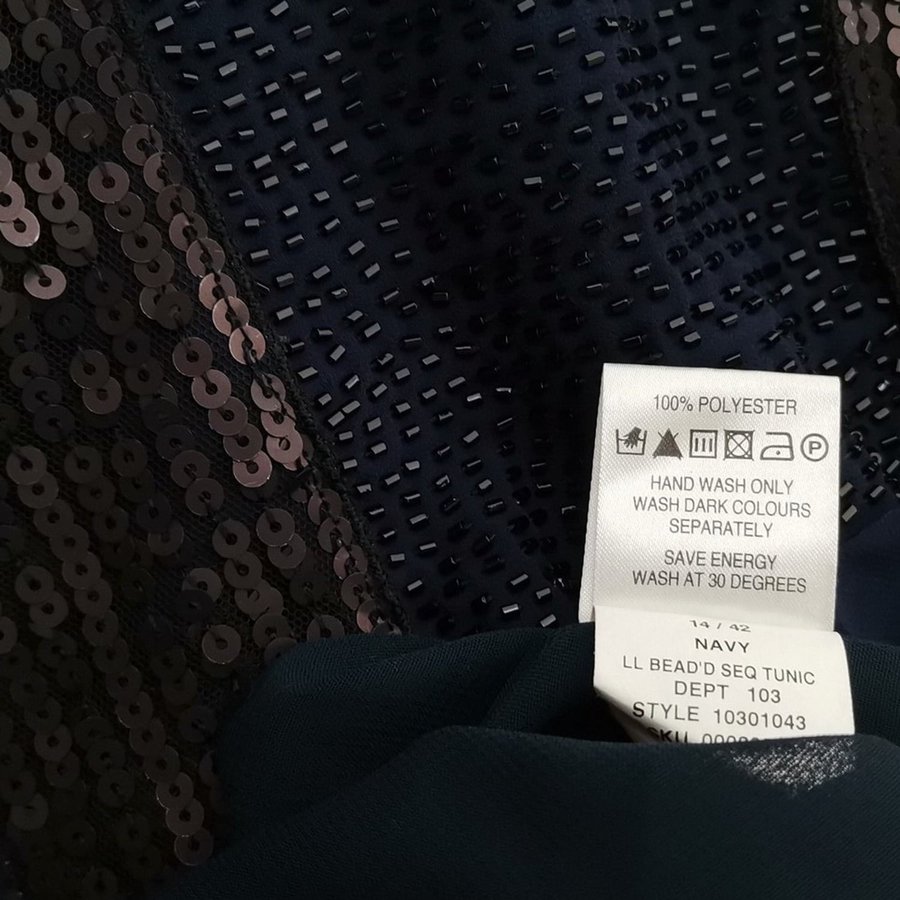 100% POLYESTER
P
HAND WASH ONLY
WASH DARK COLOURS
SEPARATELY
SAVE ENERGY
WASH AT 30 DEGREES
14 / 42
NAVY
LL BEAD'D SEQ TUNIC
DEPT 103
STYLE 10301043
SKU